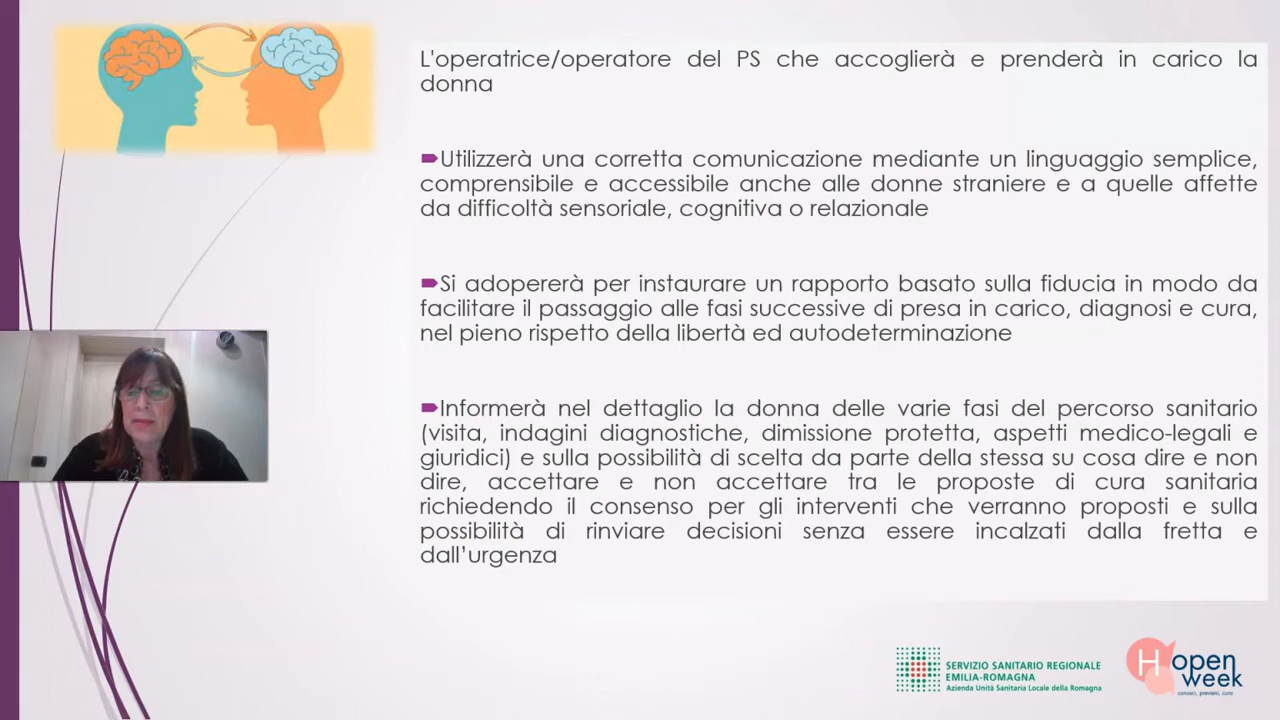 L'operatrice/operatore del PS che accoglierà e prenderà in carico la
donna
Utilizzerà una corretta comunicazione mediante un linguaggio semplice,
comprensibile e accessibile anche alle donne straniere e a quelle affette
da difficoltà sensoriale, cognitiva o relazionale
Si adopererà per instaurare un rapporto basato sulla fiducia in modo da
facilitare il passaggio alle fasi successive di presa in carico, diagnosi e cura,
nel pieno rispetto della libertà ed autodeterminazione
Informerà nel dettaglio la donna delle varie fasi del percorso sanitario
(visita, indagini diagnostiche, dimissione protetta, aspetti medico-legali e
giuridici) e sulla possibilità di scelta da parte della stessa su cosa dire e non
dire, accettare e non accettare tra le proposte di cura sanitaria
richiedendo il consenso per gli interventi che verranno proposti e sulla
possibilità di rinviare decisioni senza essere incalzati dalla fretta e
dall’urgenza
SERVIZIO SANITARIO REGIONALE
EMILIA-ROMAGNA
Azienda Unità Sanitaria Locale della Romagna
H open
week
conosci, previeni, cura